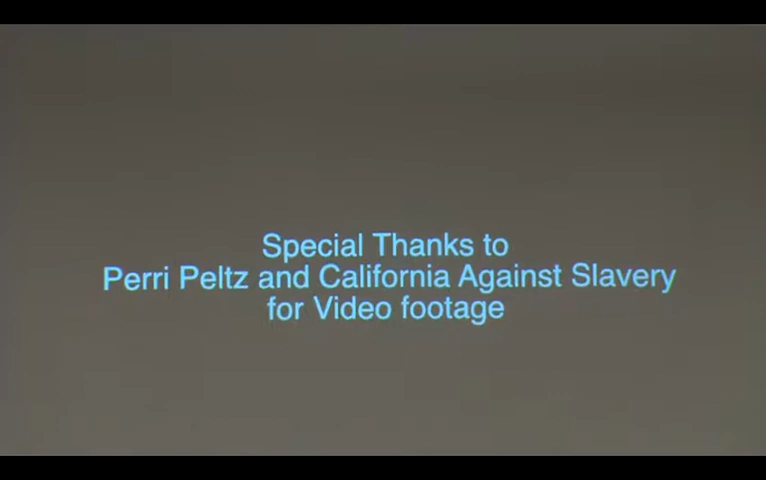 Special Thanks to
Perri Peltz and California Against Slavery
for Video footage